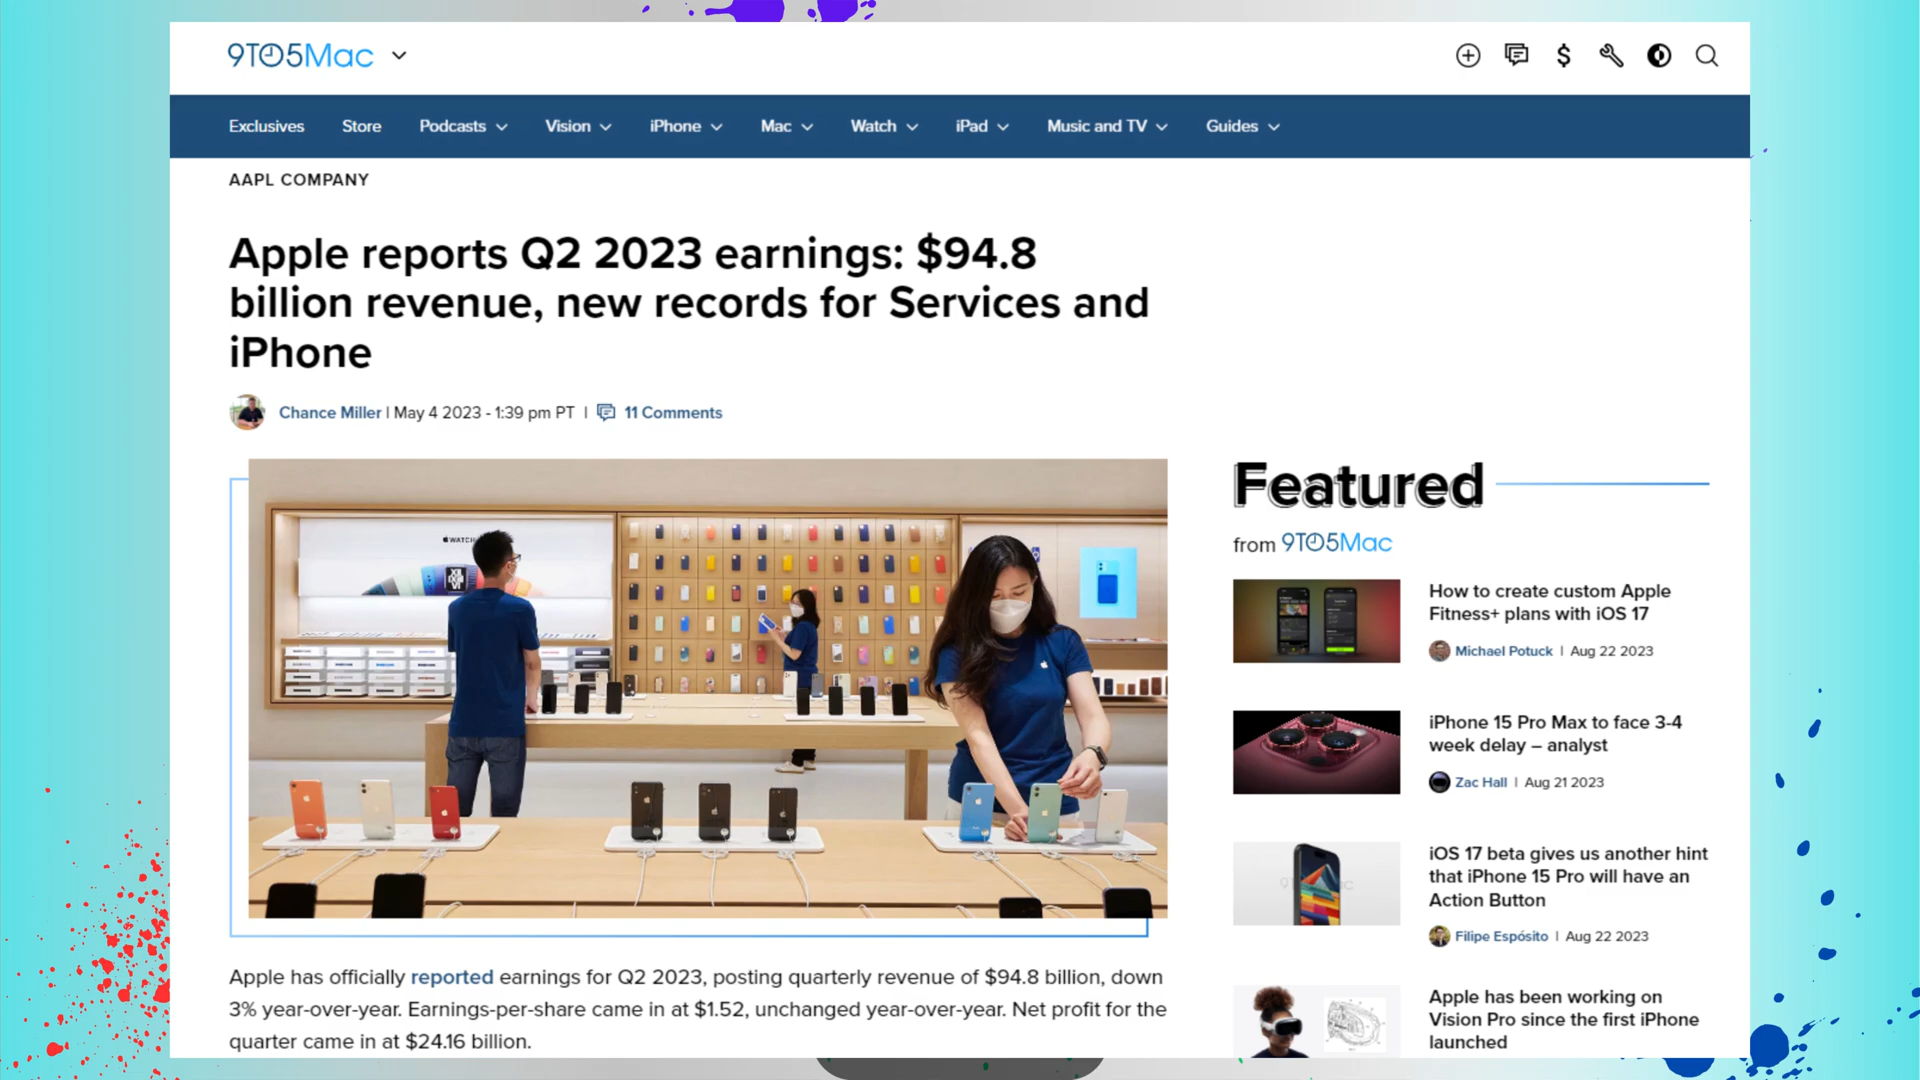 9TO5Mac
Exclusives Store Podcasts Vision iPhone Mac Watch iPad Music and TV Guides
AAPL COMPANY
Apple reports Q2 2023 earnings: $94.8
billion revenue, new records for Services and
iPhone
Chance Miller | May 4 2023 - 1:39 pm PT | 11 Comments
WATCH
Apple has officially reported earnings for Q2 2023, posting quarterly revenue of $94.8 billion, down
3% year-over-year. Earnings-per-share came in at $1.52, unchanged year-over-year. Net profit for the
quarter came in at $24.16 billion.
Featured
from 9TO5Mac
How to create custom Apple
Fitness+ plans with iOS 17
Michael Potuck | Aug 22 2023
iPhone 15 Pro Max to face 3-4
week delay – analyst
Zac Hall | Aug 21 2023
iOS 17 beta gives us another hint
that iPhone 15 Pro will have an
Action Button
Filipe Espósito | Aug 22 2023
Apple has been working on
Vision Pro since the first iPhone
launched